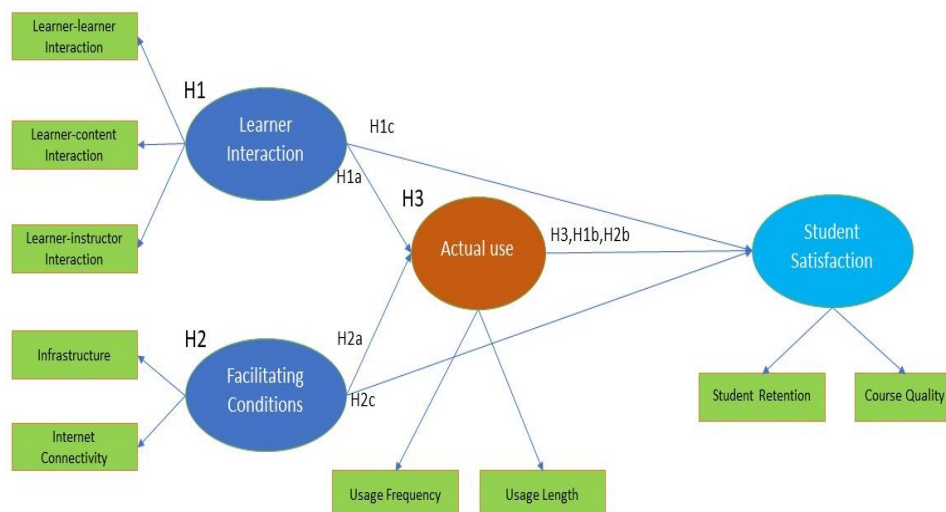 Learner-learner
Interaction
H1
Learner
Interaction
Learner-content
Interaction
H1c
H1a
Learner-instructor
Interaction
H3
Actual use
H3,H1b,H2b
Student
Satisfaction
H2
Infrastructure
H2a
Facilitating
Conditions
H2c
Internet
Connectivity
Student Retention
Course Quality
Usage Frequency
Usage Length